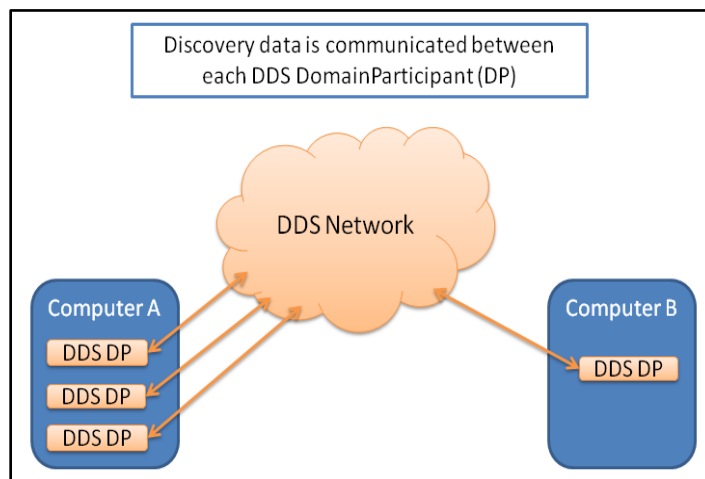 Discovery data is communicated between
each DDS DomainParticipant (DP)
DDS Network
Computer A
DDS DP
DDS DP
DDS DP
Computer B
DDS DP